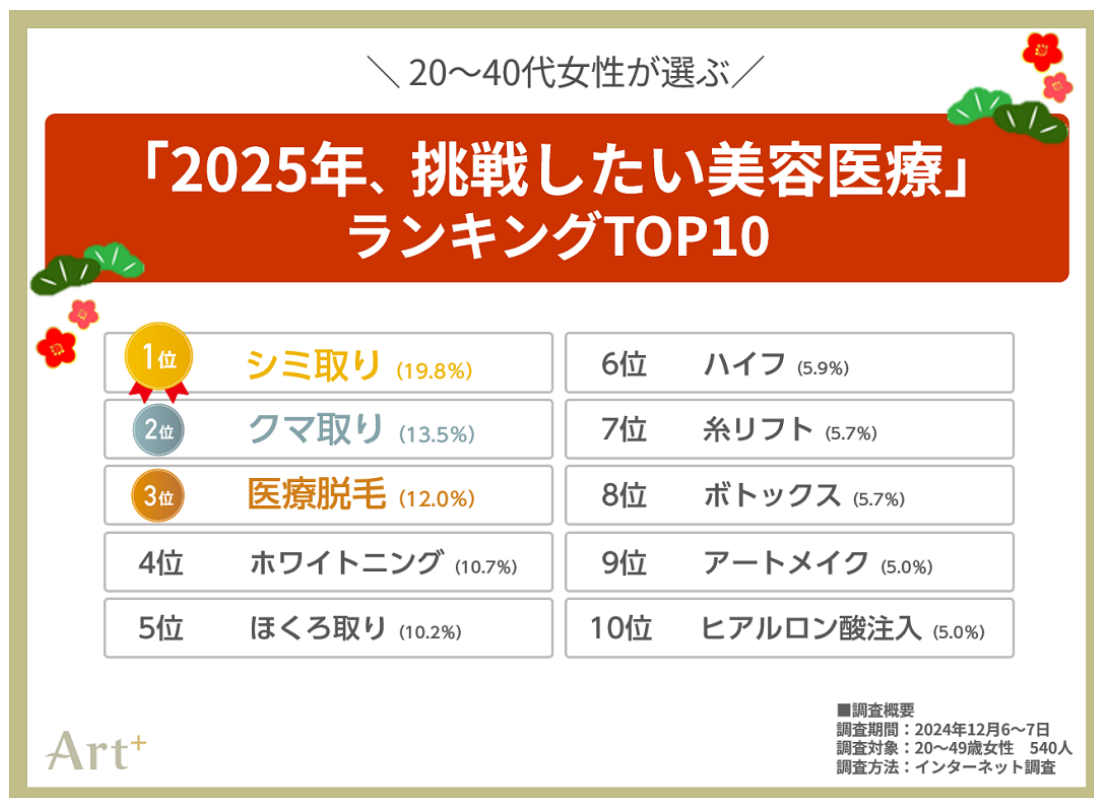 ＼ 20〜40代女性が選ぶ／
「2025年、挑戦したい美容医療」
ランキングTOP10
1位 シミ取り (19.8%)
2位 クマ取り (13.5%)
3位 医療脱毛 (12.0%)
4位 ホワイトニング (10.7%)
5位 ほくろ取り (10.2%)
6位 ハイフ (5.9%)
7位 糸リフト (5.7%)
8位 ボトックス (5.7%)
9位 アートメイク (5.0%)
10位 ヒアルロン酸注入 (5.0%)
■調査概要
調査期間：2024年12月6〜7日
調査対象：20〜49歳女性　540人
調査方法：インターネット調査
Art+